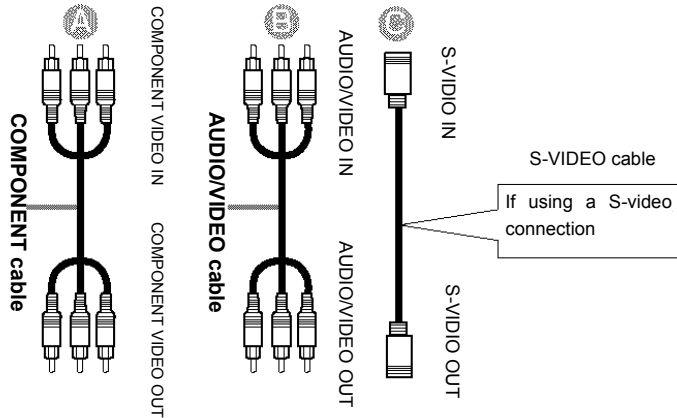 A
COMPONENT VIDEO IN
COMPONENT cable
COMPONENT VIDEO OUT
B
AUDIO/VIDEO IN
AUDIO/VIDEO cable
AUDIO/VIDEO OUT
C
S-VIDIO IN
S-VIDIO OUT
S-VIDEO cable
If using a S-video
connection